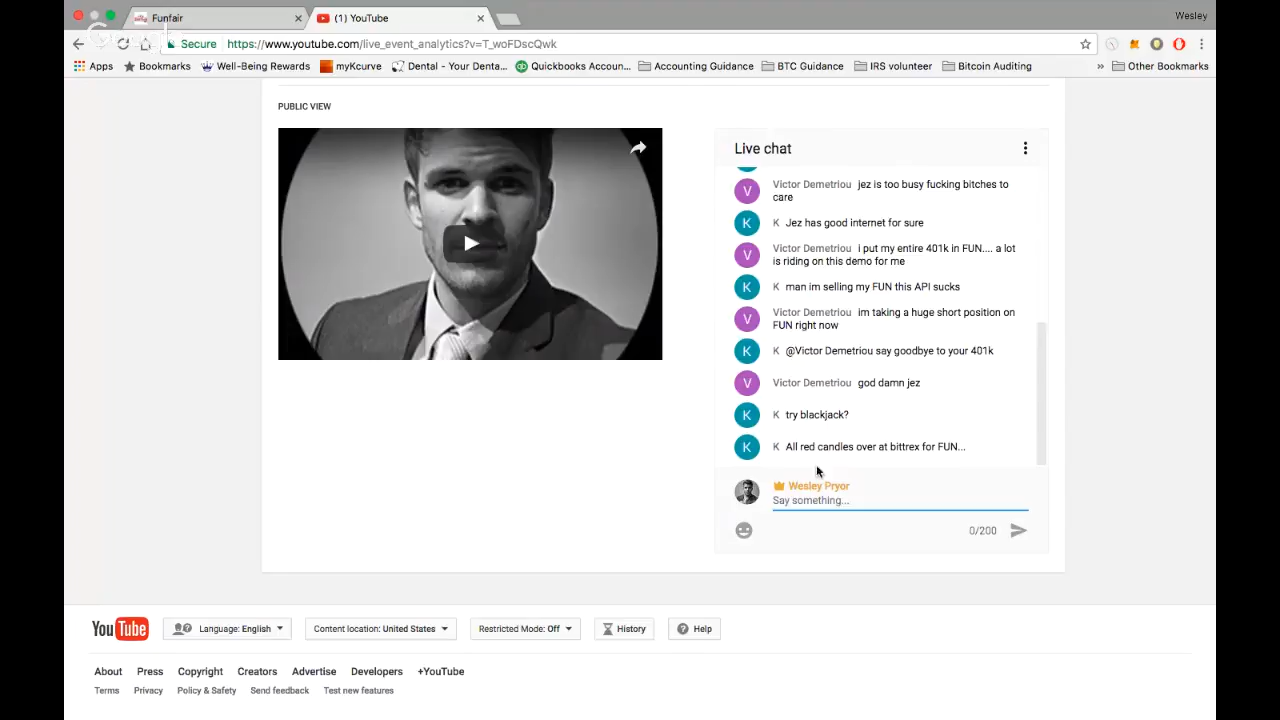 Funfair
(1) YouTube
Wesley
Google
Secure https://www.youtube.com/live_event_analytics?v=T_woFDscQwk
Apps Bookmarks Well-Being Rewards myKcurve Dental - Your Denta... Quickbooks Accoun... Accounting Guidance BTC Guidance IRS volunteer Bitcoin Auditing » Other Bookmarks
PUBLIC VIEW
Live chat
V Victor Demetriou jez is too busy fucking bitches to
care
K K Jez has good internet for sure
V Victor Demetriou i put my entire 401k in FUN.... a lot
is riding on this demo for me
K K man im selling my FUN this API sucks
V Victor Demetriou im taking a huge short position on
FUN right now
K K @Victor Demetriou say goodbye to your 401k
V Victor Demetriou god damn jez
K K try blackjack?
K K All red candles over at bittrex for FUN...
Wesley Pryor
Say something...
0/200
YouTube Language: English Content location: United States Restricted Mode: Off History Help
About Press Copyright Creators Advertise Developers +YouTube
Terms Privacy Policy & Safety Send feedback Test new features